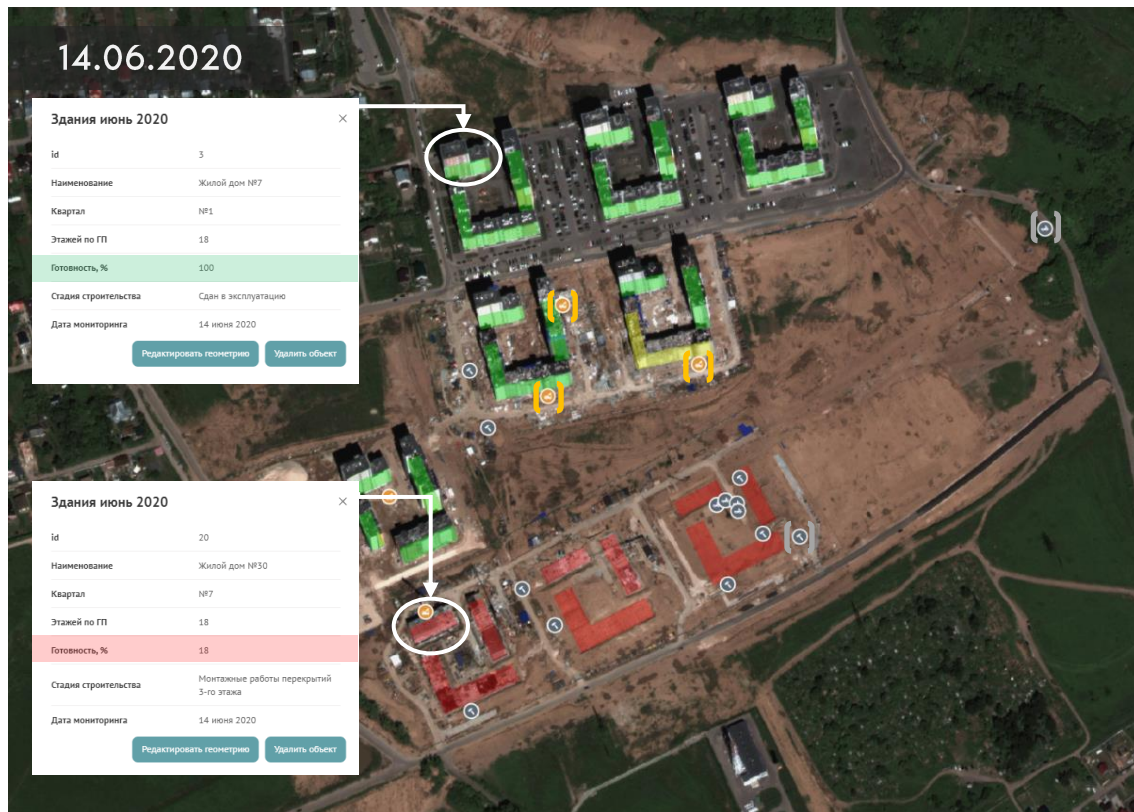 14.06.2020
Здания июнь 2020
id 3
Наименование Жилой дом №7
Квартал №1
Этажей по ГП 18
Готовность, % 100
Стадия строительства Сдан в эксплуатацию
Дата мониторинга 14 июня 2020
Редактировать геометрию Удалить объект
Здания июнь 2020
id 20
Наименование Жилой дом №30
Квартал №7
Этажей по ГП 18
Готовность, % 18
Стадия строительства Монтажные работы перекрытий
3-го этажа
Дата мониторинга 14 июня 2020
Редактировать геометрию Удалить объект